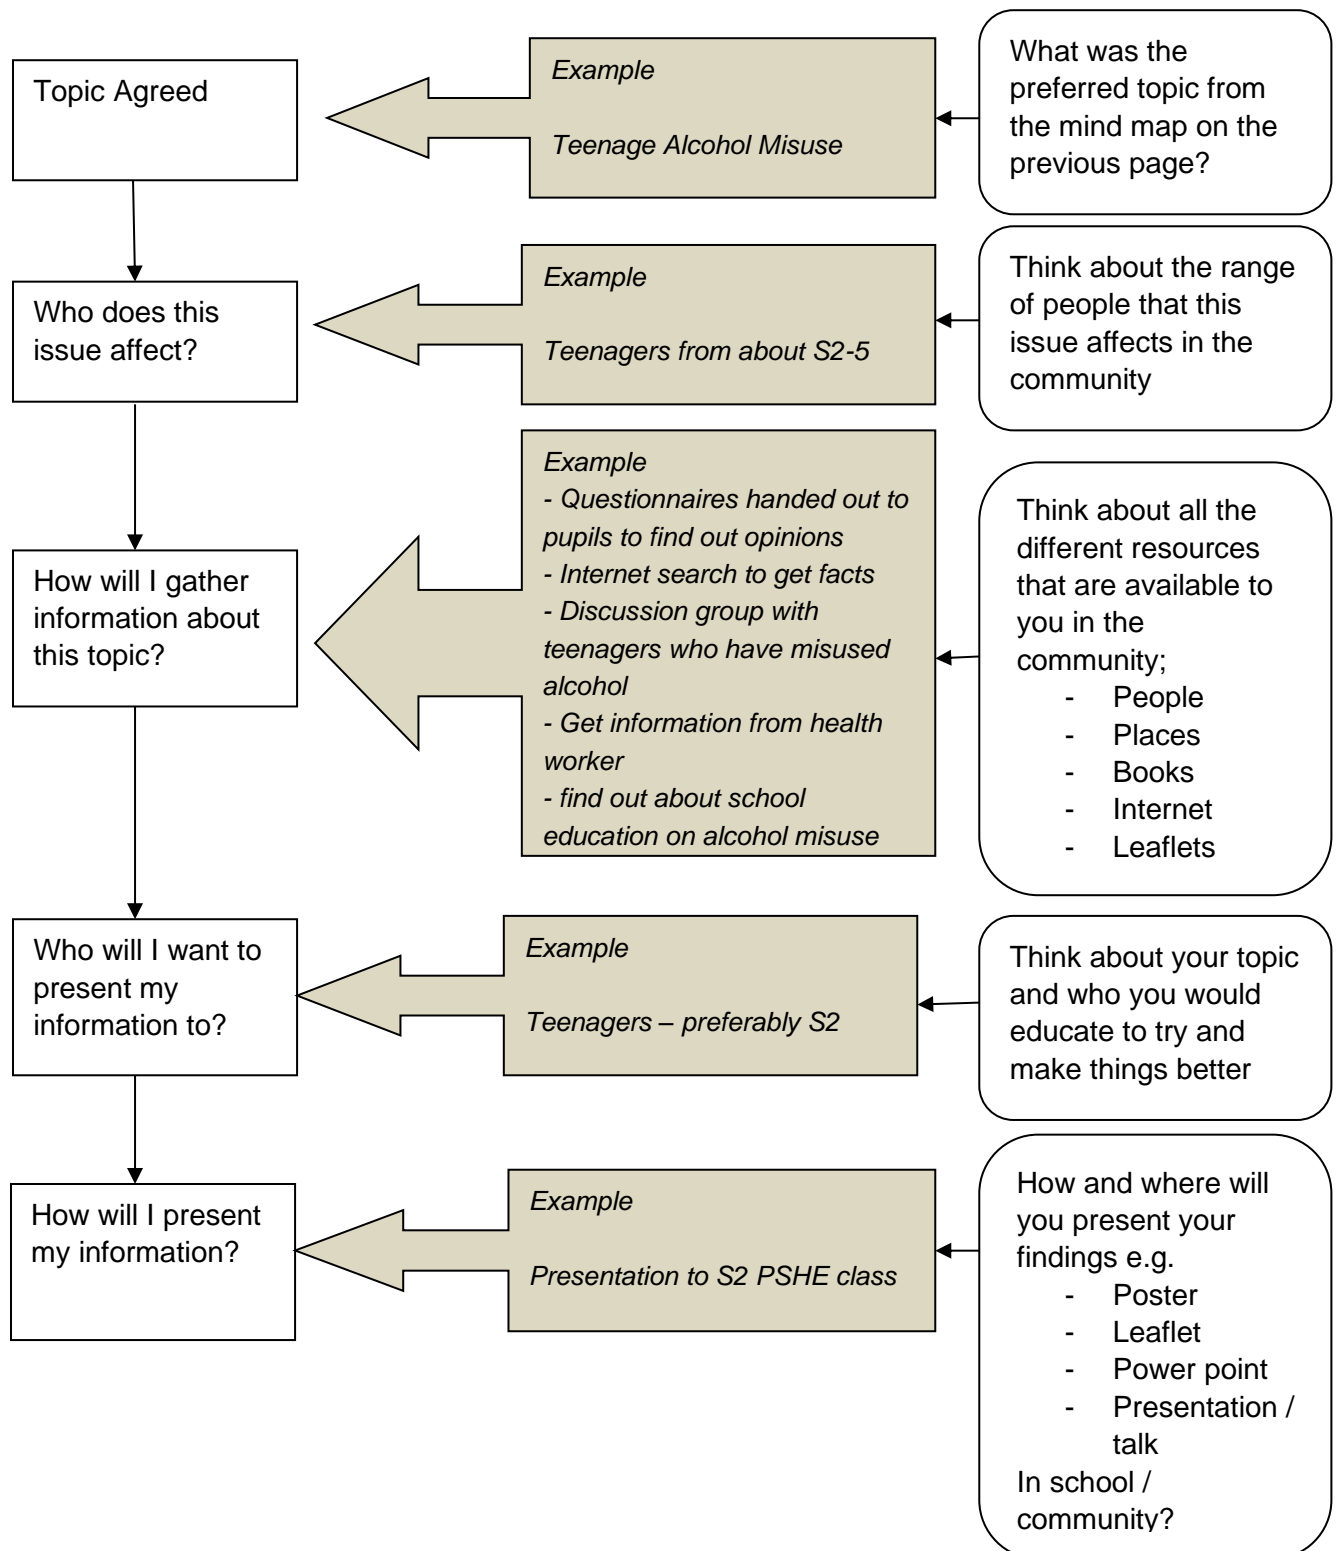 Topic Agreed
Example
Teenage Alcohol Misuse
What was the
preferred topic from
the mind map on the
previous page?
Who does this
issue affect?
Example
Teenagers from about S2-5
Think about the range
of people that this
issue affects in the
community
How will I gather
information about
this topic?
Example
- Questionnaires handed out to
pupils to find out opinions
- Internet search to get facts
- Discussion group with
teenagers who have misused
alcohol
- Get information from health
worker
- find out about school
education on alcohol misuse
Think about all the
different resources
that are available to
you in the
community;
- People
- Places
- Books
- Internet
- Leaflets
Who will I want to
present my
information to?
Example
Teenagers – preferably S2
Think about your topic
and who you would
educate to try and
make things better
How will I present
my information?
Example
Presentation to S2 PSHE class
How and where will
you present your
findings e.g.
- Poster
- Leaflet
- Power point
- Presentation /
talk
In school /
community?